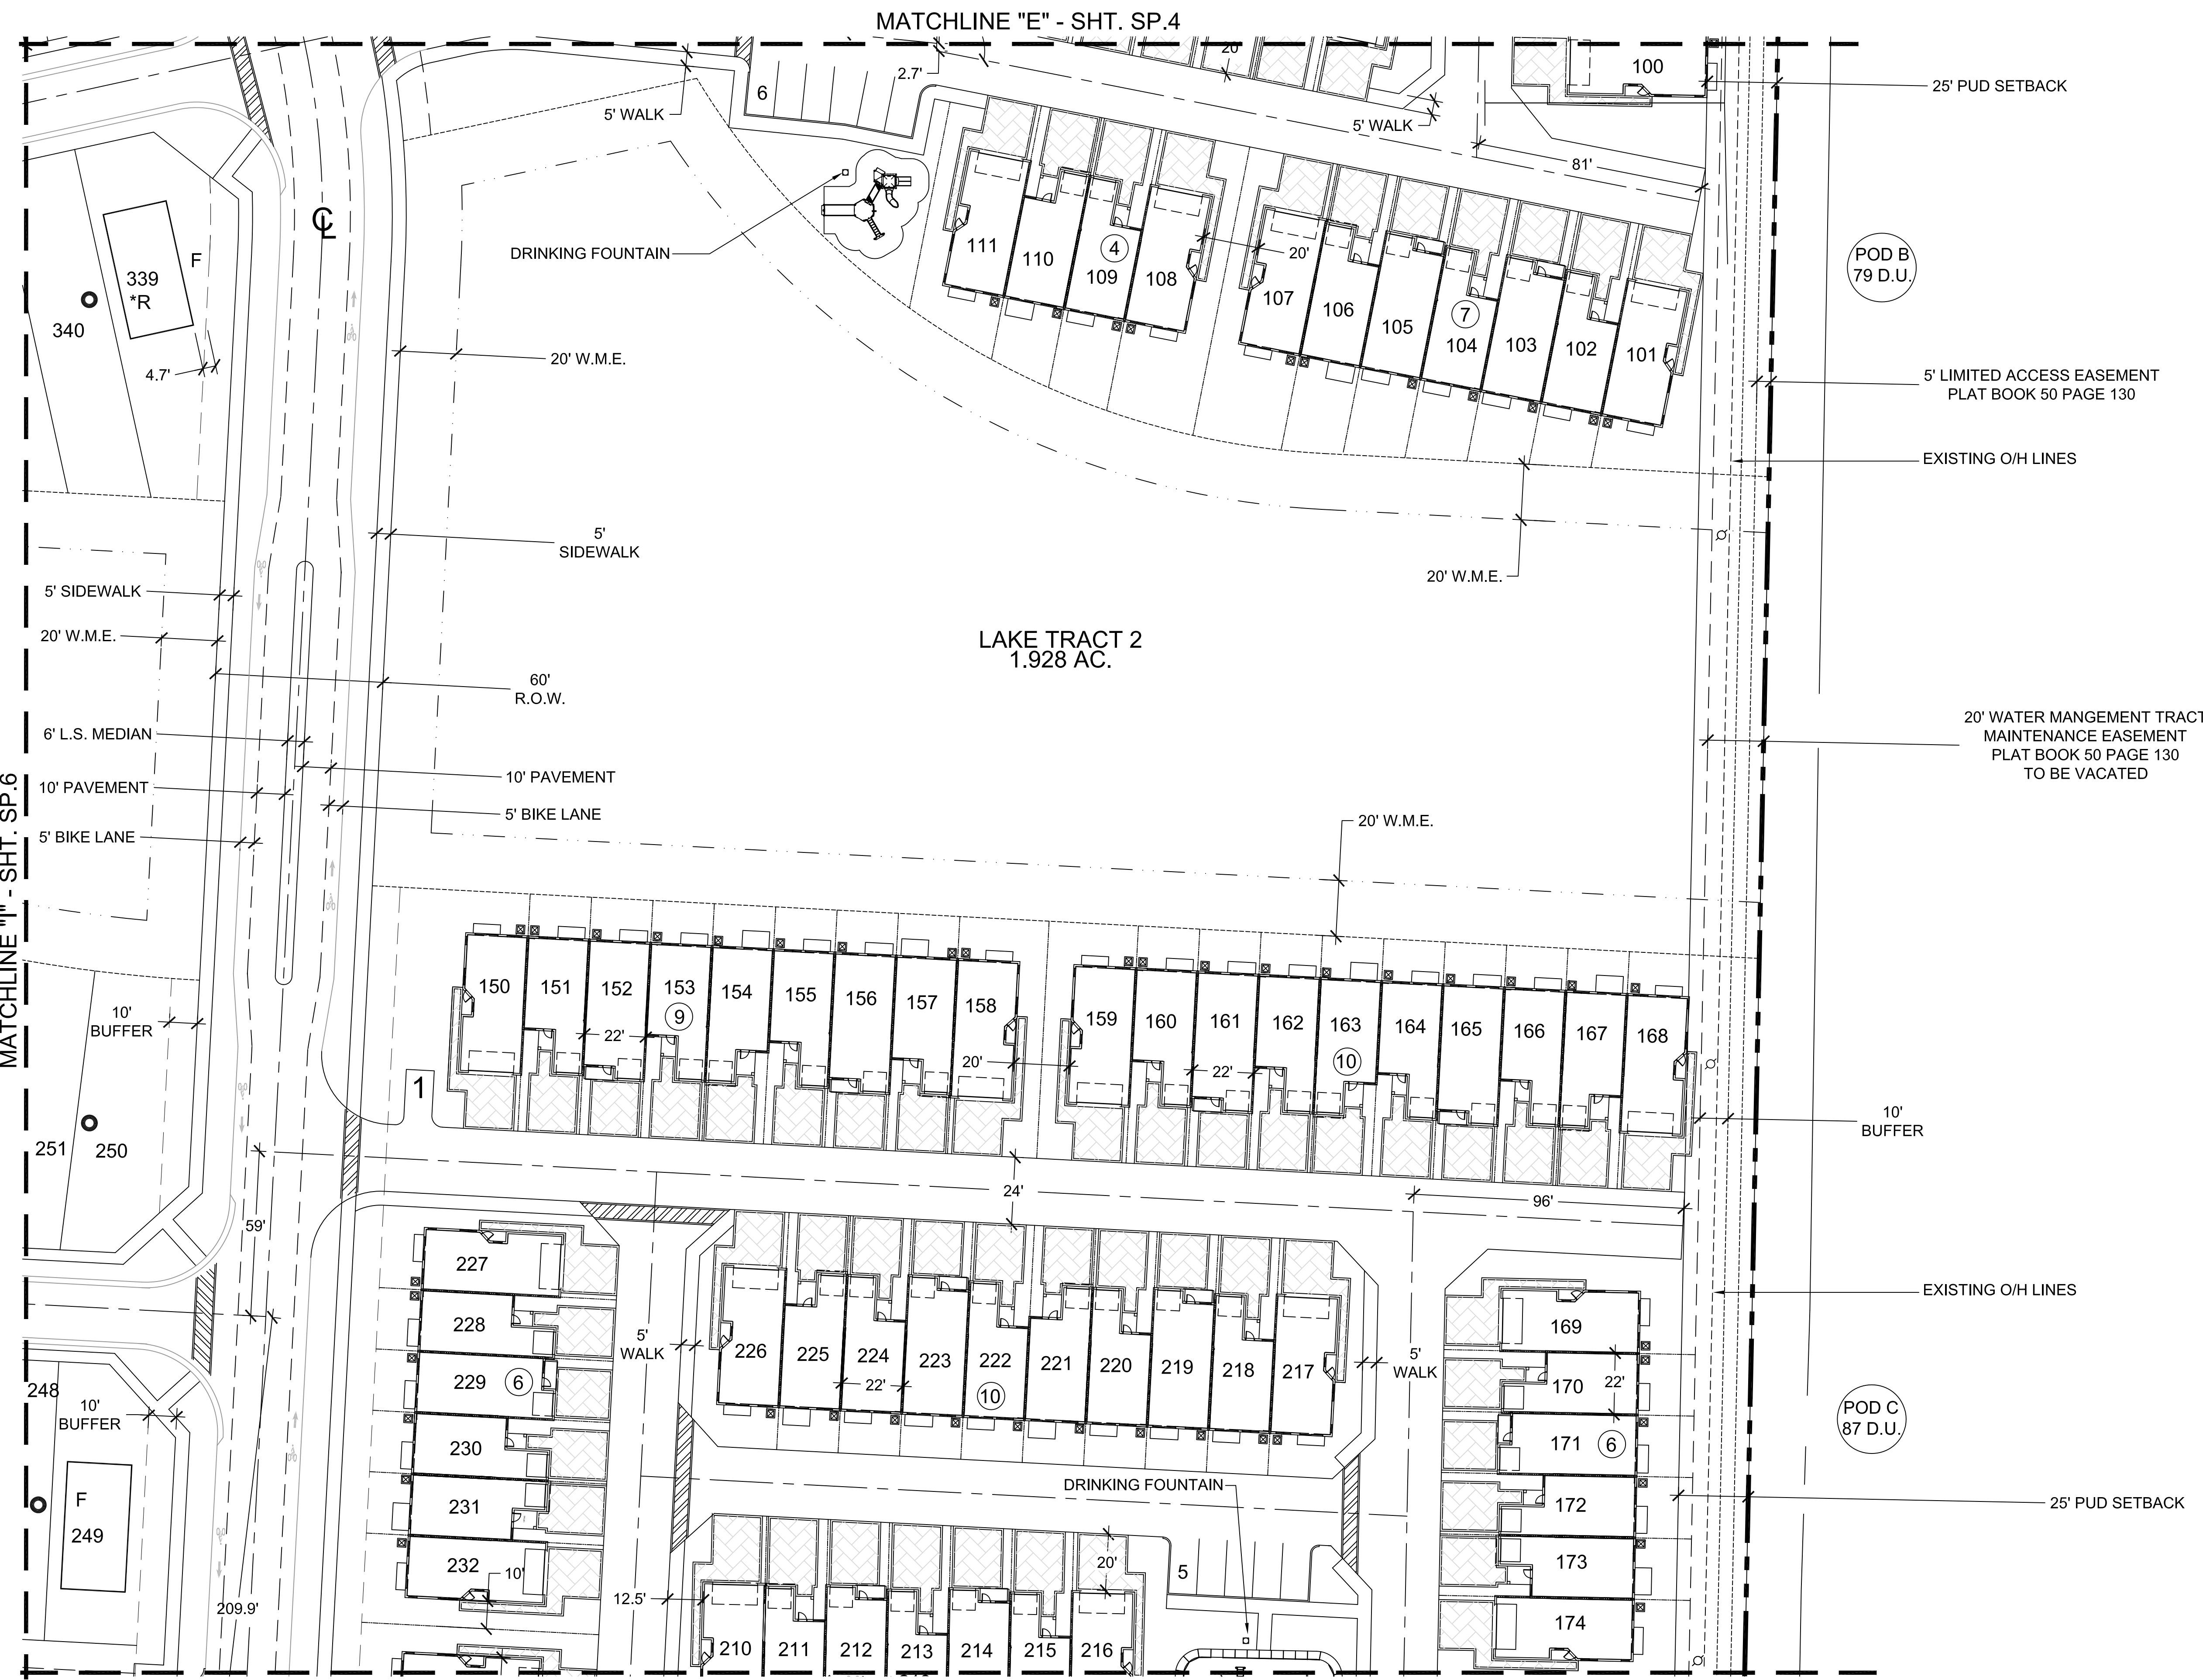 MATCHLINE "E" - SHT. SP.4
20'
100
25' PUD SETBACK
6
2.7'
5' WALK
5' WALK
81'
℄
DRINKING FOUNTAIN
339
*R
F
340
4.7'
111
110
4
109
108
20'
107
106
105
7
104
103
102
101
POD B
79 D.U.
20' W.M.E.
5' LIMITED ACCESS EASEMENT
PLAT BOOK 50 PAGE 130
EXISTING O/H LINES
5'
SIDEWALK
20' W.M.E.
5' SIDEWALK
20' W.M.E.
LAKE TRACT 2
1.928 AC.
60'
R.O.W.
6' L.S. MEDIAN
10' PAVEMENT
10' PAVEMENT
5' BIKE LANE
5' BIKE LANE
20' W.M.E.
20' WATER MANGEMENT TRACT
MAINTENANCE EASEMENT
PLAT BOOK 50 PAGE 130
TO BE VACATED
MATCHLINE "I" - SHT. SP.6
10'
BUFFER
150
151
152
153
9
154
155
156
157
158
22'
20'
159
160
161
162
163
10
164
165
166
167
168
22'
1
10'
BUFFER
251
250
24'
96'
59'
227
228
229
6
230
231
232
10'
5'
WALK
226
225
224
223
222
10
221
220
219
218
217
22'
5'
WALK
EXISTING O/H LINES
169
170
22'
171
6
172
173
174
POD C
87 D.U.
248
10'
BUFFER
F
249
DRINKING FOUNTAIN
25' PUD SETBACK
20'
5
12.5'
209.9'
210
211
212
213
214
215
216